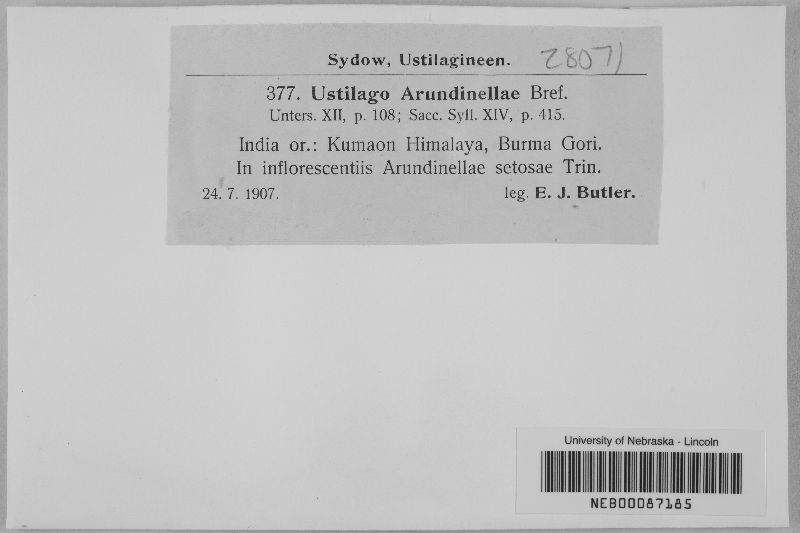 Sydow, Ustilagineen. 28071
377. Ustilago Arundinellae Bref.
Unters. XII, p. 108; Sacc. Syll. XIV, p. 415.
India or.: Kumaon Himalaya, Burma Gori.
In inflorescentiis Arundinellae setosae Trin.
24. 7. 1907. leg. E. J. Butler.
University of Nebraska - Lincoln
NEB00087185